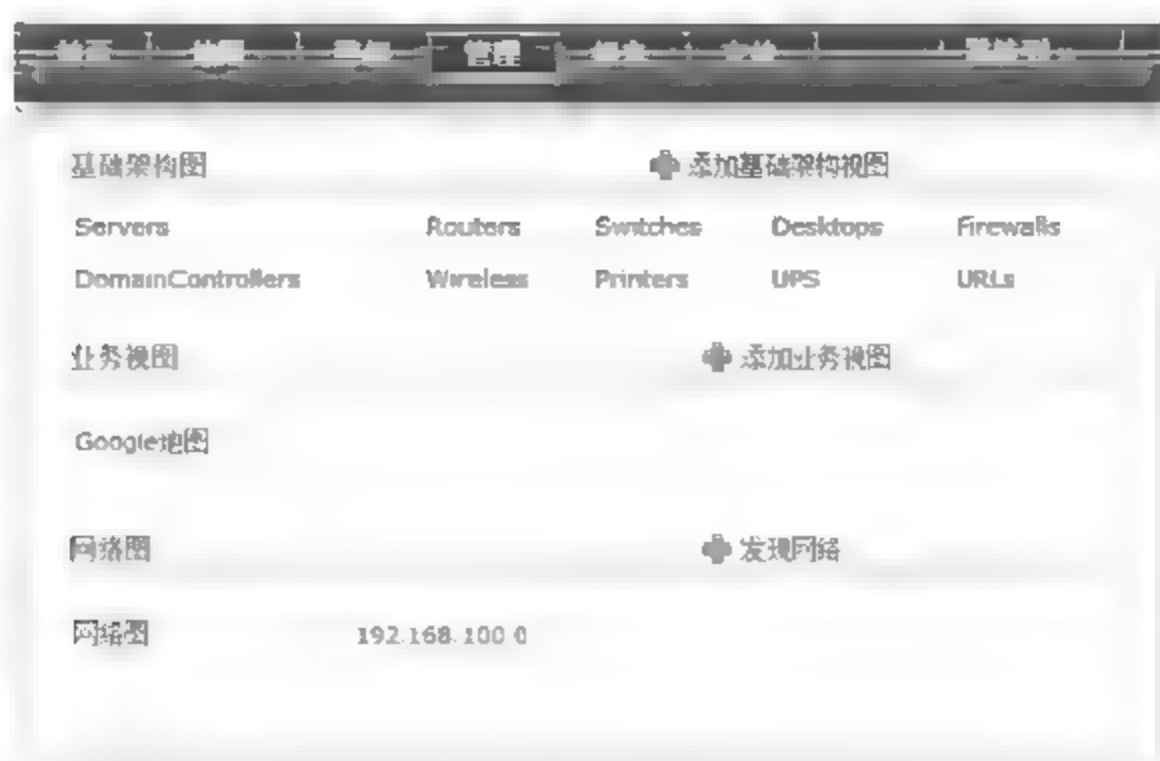 管理
基础架构图 添加基础架构视图
Servers Routers Switches Desktops Firewalls
DomainControllers Wireless Printers UPS URLs
业务视图 添加业务视图
Google地图
网络图 发现网络
网络图 192.168.100.0